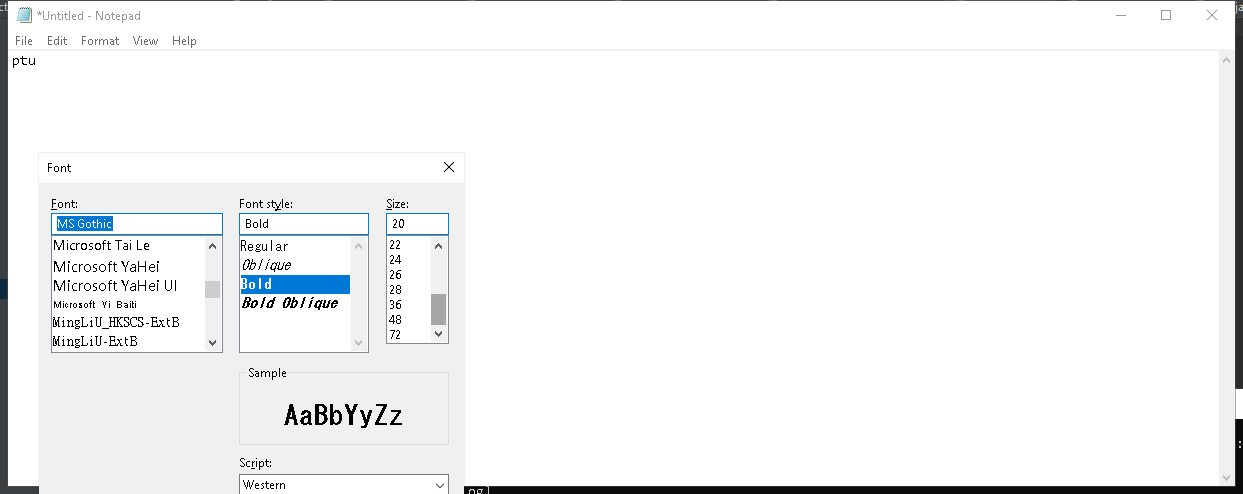 *Untitled - Notepad
File Edit Format View Help
ptu
Font
Font: Font style: Size:
MS Gothic Bold 20
Microsoft Tai Le
Microsoft YaHei
Microsoft YaHei UI
Microsoft Yi Baiti
MingLiU_HKSCS-ExtB
MingLiU-ExtB
Regular
Oblique
Bold
Bold Oblique
22
24
26
28
36
48
72
Sample
AaBbYyZz
Script:
Western